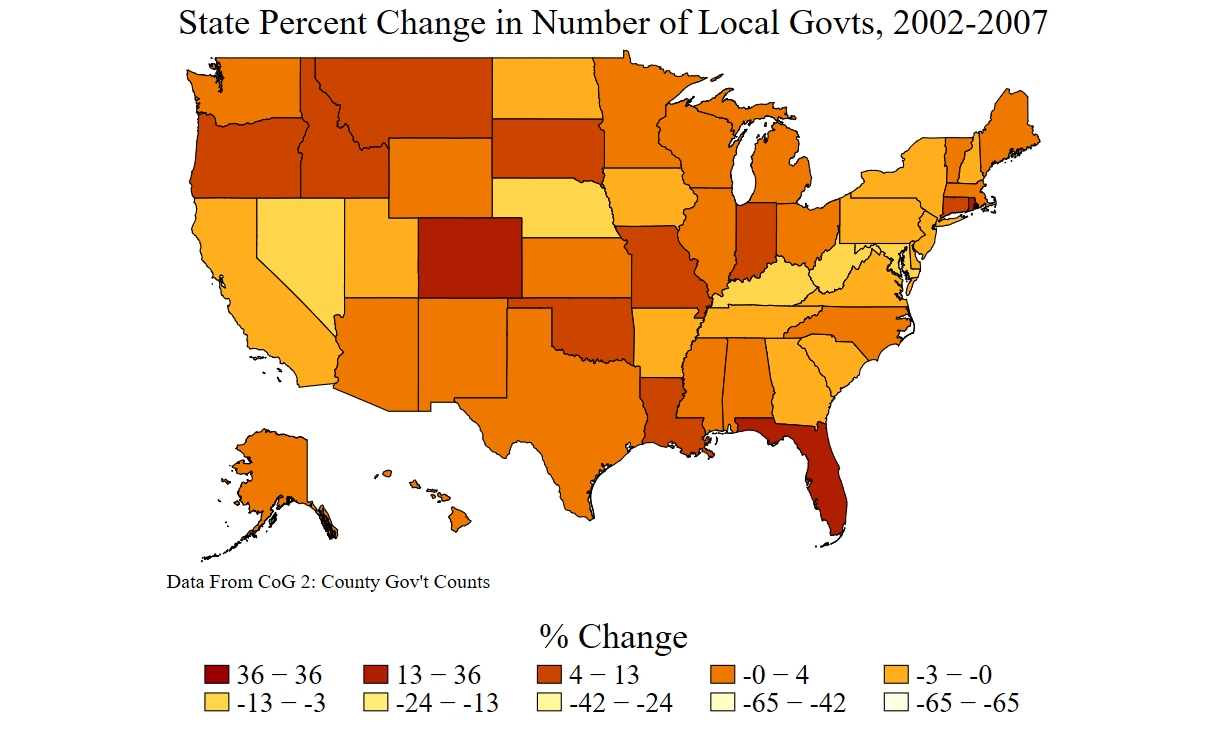 State Percent Change in Number of Local Govts, 2002-2007
Data From CoG 2: County Gov't Counts
% Change
36 − 36 13 − 36 4 − 13 -0 − 4 -3 − -0
-13 − -3 -24 − -13 -42 − -24 -65 − -42 -65 − -65